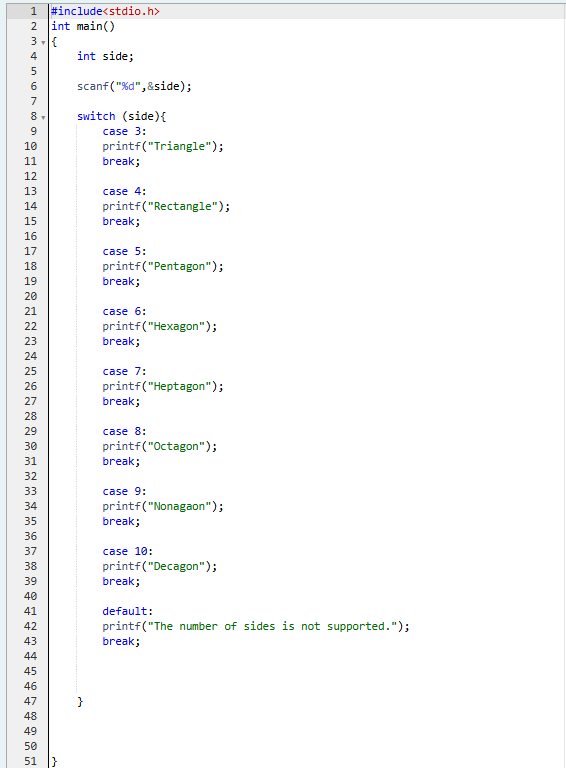 1 #include<stdio.h>
2 int main()
3 {
4 int side;
5
6 scanf("%d",&side);
7
8 switch (side){
9 case 3:
10 printf("Triangle");
11 break;
12
13 case 4:
14 printf("Rectangle");
15 break;
16
17 case 5:
18 printf("Pentagon");
19 break;
20
21 case 6:
22 printf("Hexagon");
23 break;
24
25 case 7:
26 printf("Heptagon");
27 break;
28
29 case 8:
30 printf("Octagon");
31 break;
32
33 case 9:
34 printf("Nonagaon");
35 break;
36
37 case 10:
38 printf("Decagon");
39 break;
40
41 default:
42 printf("The number of sides is not supported.");
43 break;
44
45
46
47 }
48
49
50
51 }